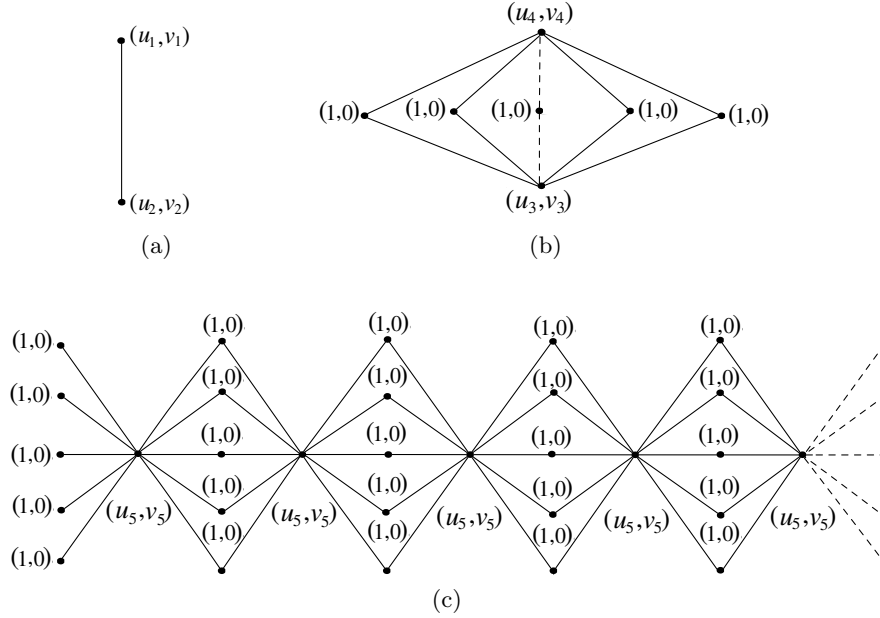 (u₁,v₁)
(u₂,v₂)
(a)
(u₄,v₄)
(1,0) (1,0) (1,0) (1,0) (1,0)
(u₃,v₃)
(b)
(1,0) (1,0) (1,0) (1,0) (1,0)
(1,0) (1,0) (1,0) (1,0) (1,0)
(1,0) (1,0) (1,0) (1,0) (1,0)
(1,0) (1,0) (1,0) (1,0) (1,0)
(u₅,v₅) (u₅,v₅) (u₅,v₅) (u₅,v₅) (u₅,v₅)
(1,0) (1,0) (1,0) (1,0) (1,0)
(c)